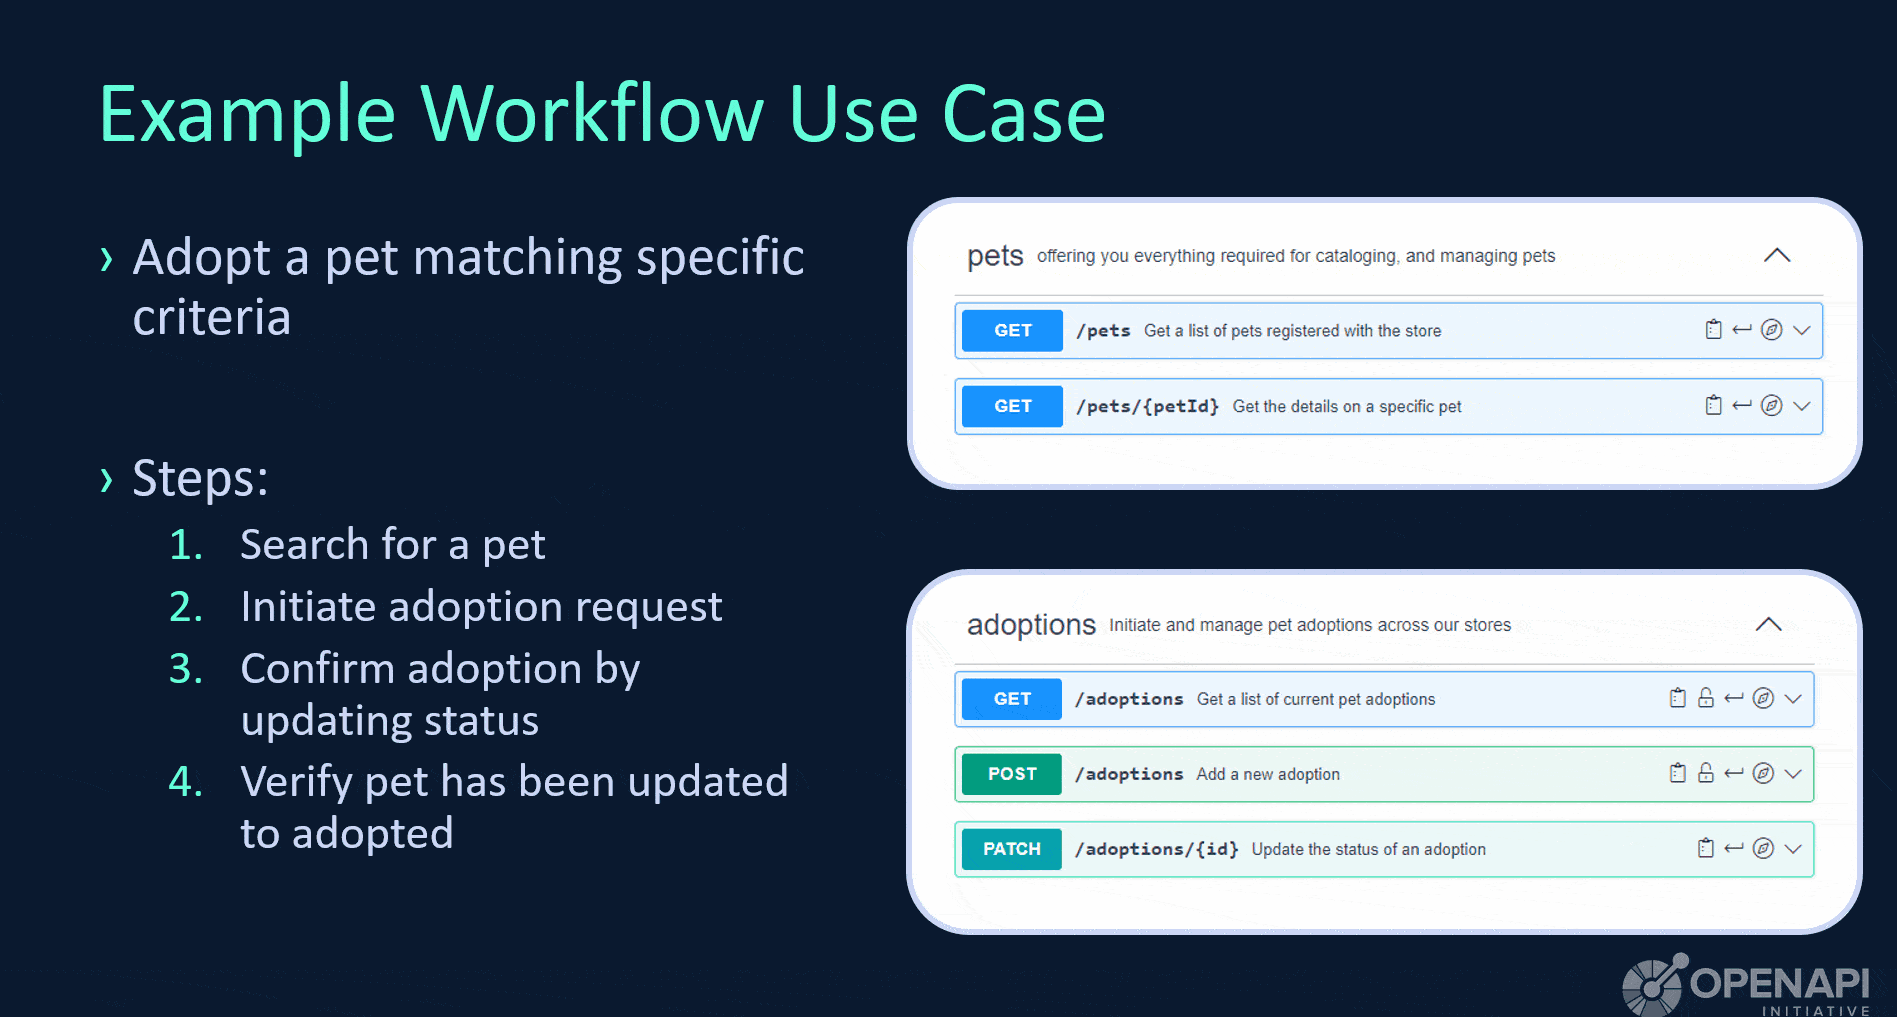 Example Workflow Use Case
› Adopt a pet matching specific
criteria
› Steps:
1. Search for a pet
2. Initiate adoption request
3. Confirm adoption by
updating status
4. Verify pet has been updated
to adopted
pets offering you everything required for cataloging, and managing pets
GET /pets Get a list of pets registered with the store
GET /pets/{petId} Get the details on a specific pet
adoptions Initiate and manage pet adoptions across our stores
GET /adoptions Get a list of current pet adoptions
POST /adoptions Add a new adoption
PATCH /adoptions/{id} Update the status of an adoption
OPENAPI
INITIATIVE